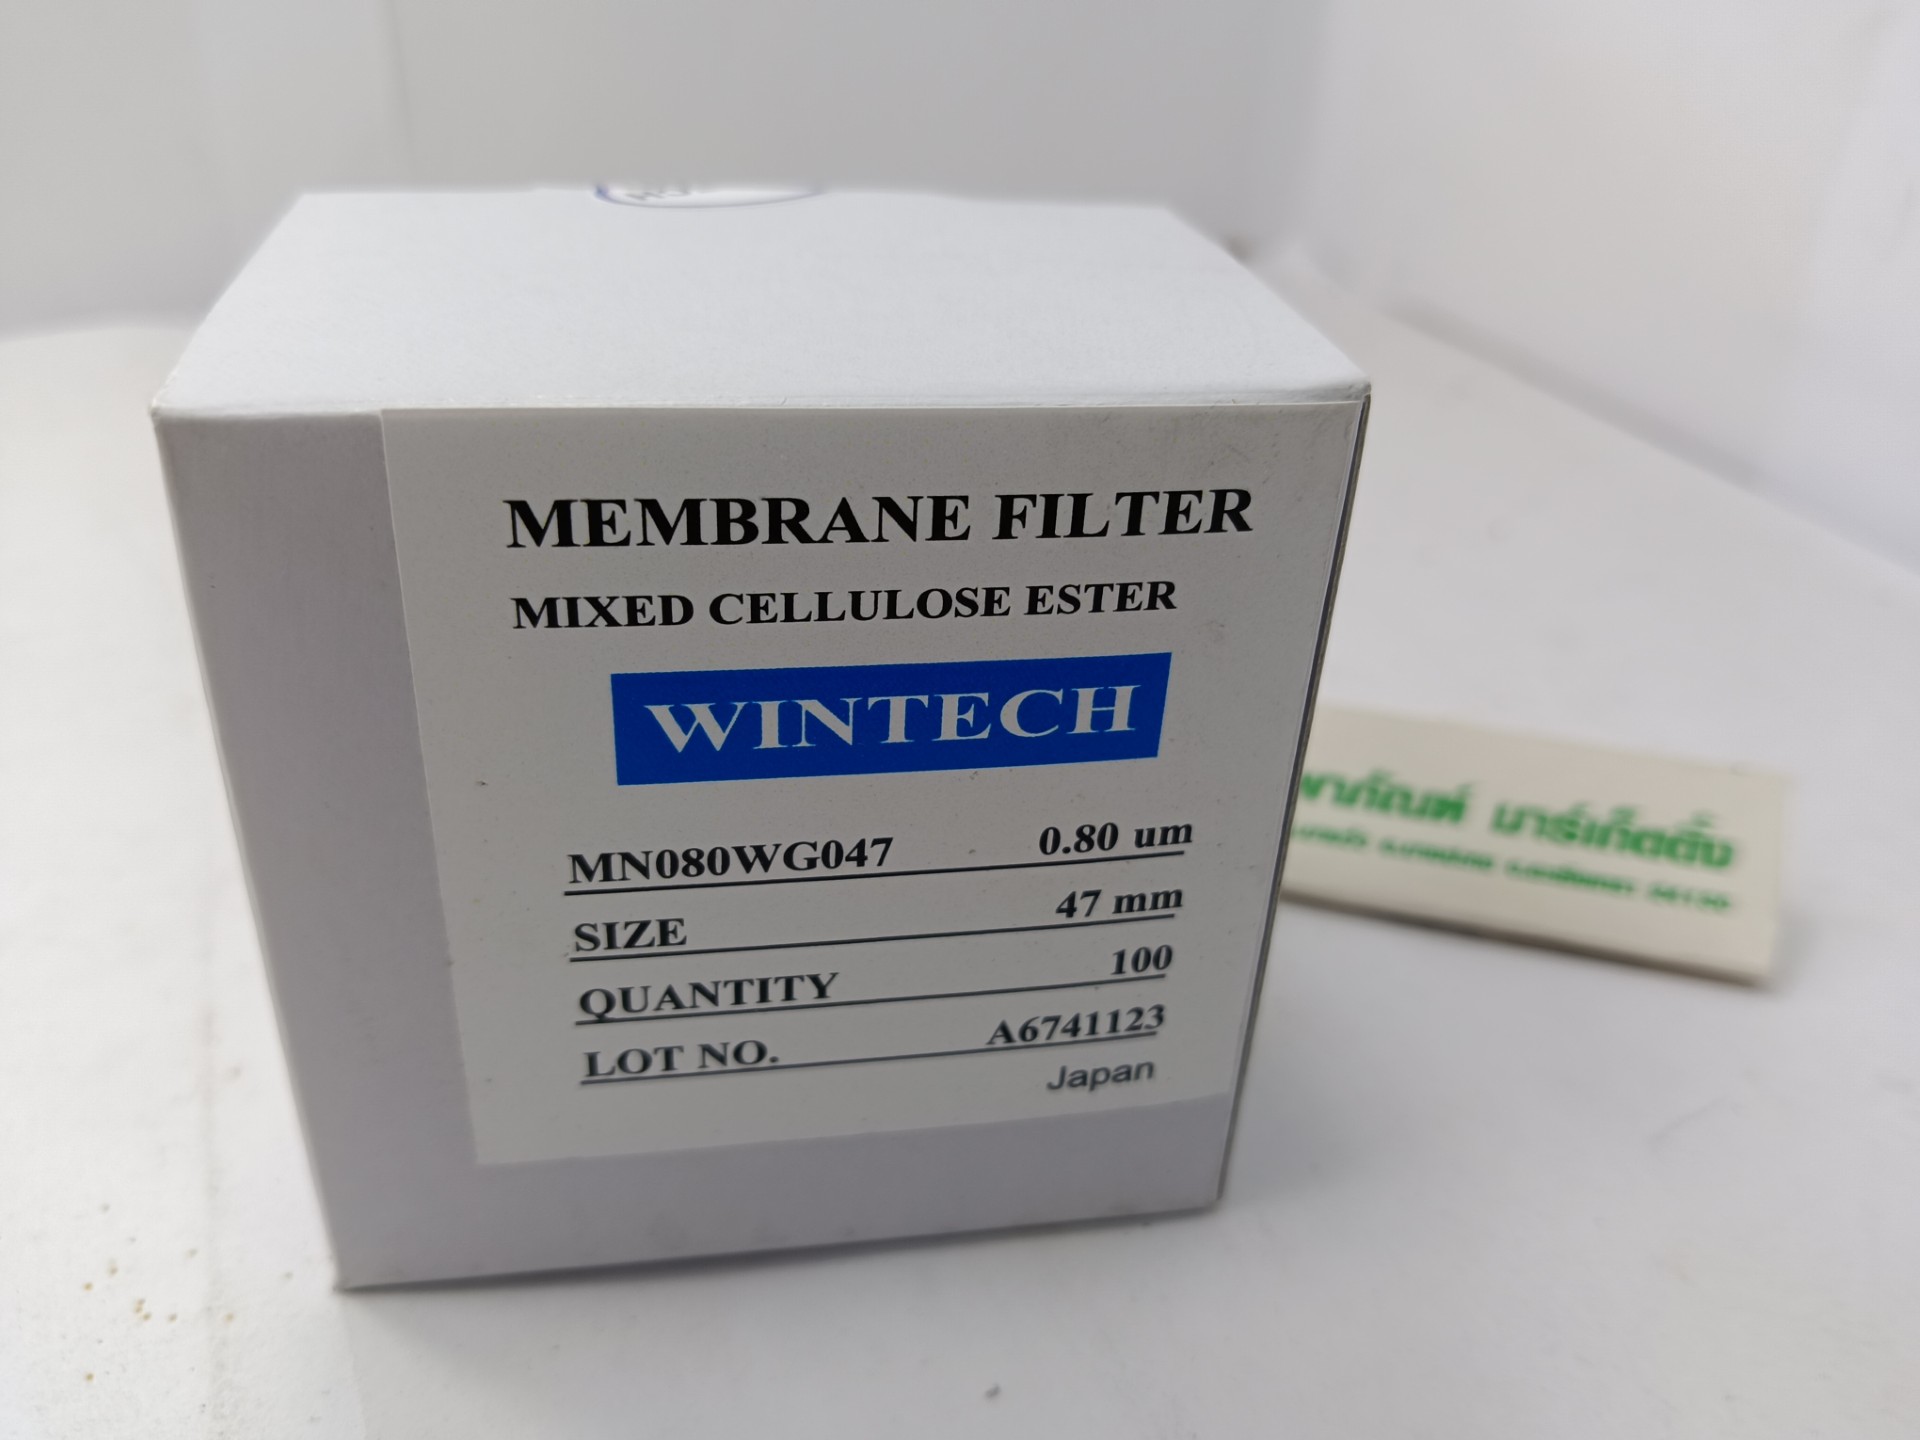 MEMBRANE FILTER
MIXED CELLULOSE ESTER
WINTECH
MN080WG047 0.80 um
SIZE 47 mm
QUANTITY 100
LOT NO. A6741123
Japan
มาร์เก็ตติ้ง